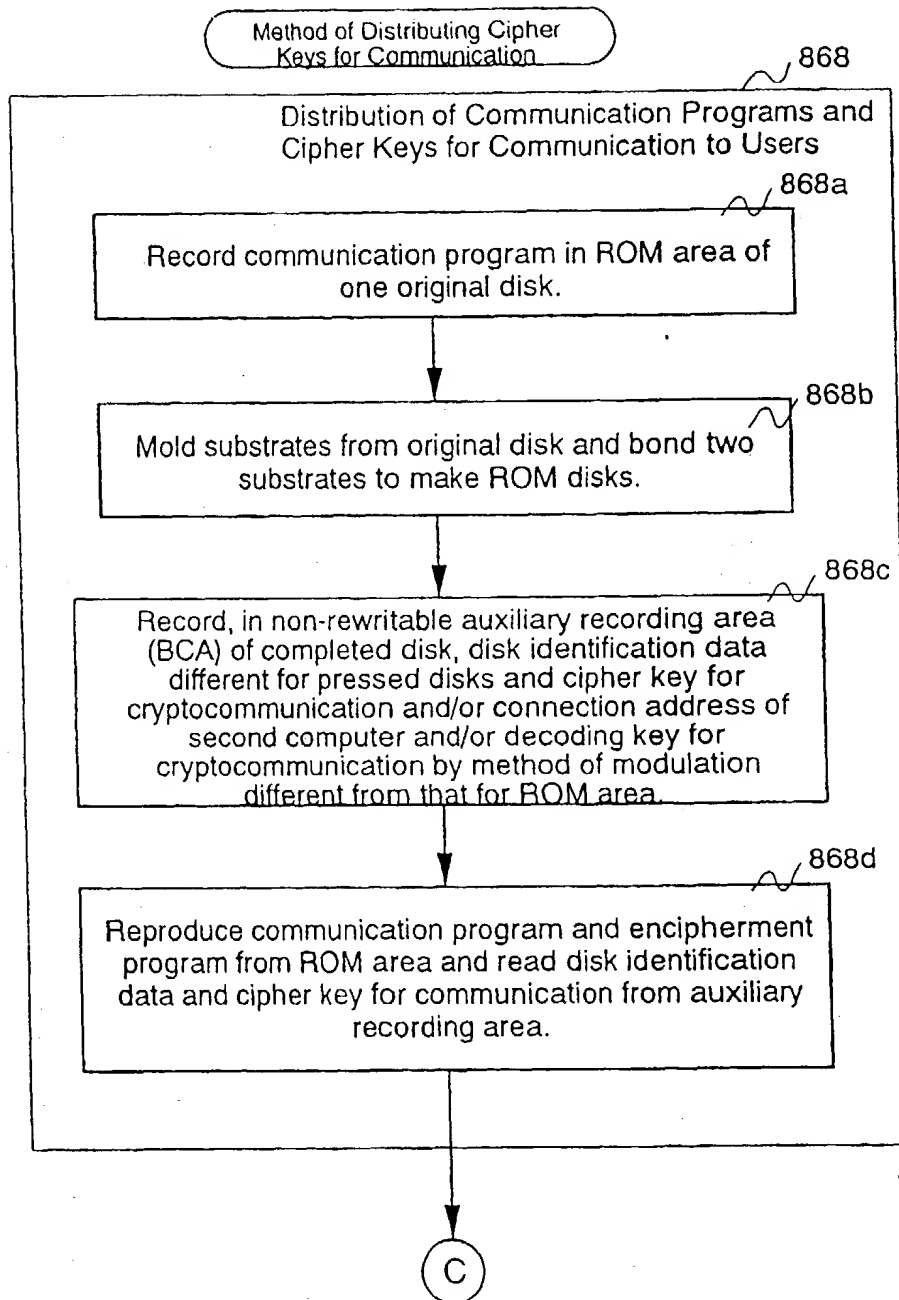 Method of Distributing Cipher
Keys for Communication
868
Distribution of Communication Programs and
Cipher Keys for Communication to Users
868a
Record communication program in ROM area of
one original disk.
868b
Mold substrates from original disk and bond two
substrates to make ROM disks.
868c
Record, in non-rewritable auxiliary recording area
(BCA) of completed disk, disk identification data
different for pressed disks and cipher key for
cryptocommunication and/or connection address of
second computer and/or decoding key for
cryptocommunication by method of modulation
different from that for ROM area.
868d
Reproduce communication program and encipherment
program from ROM area and read disk identification
data and cipher key for communication from auxiliary
recording area.
C